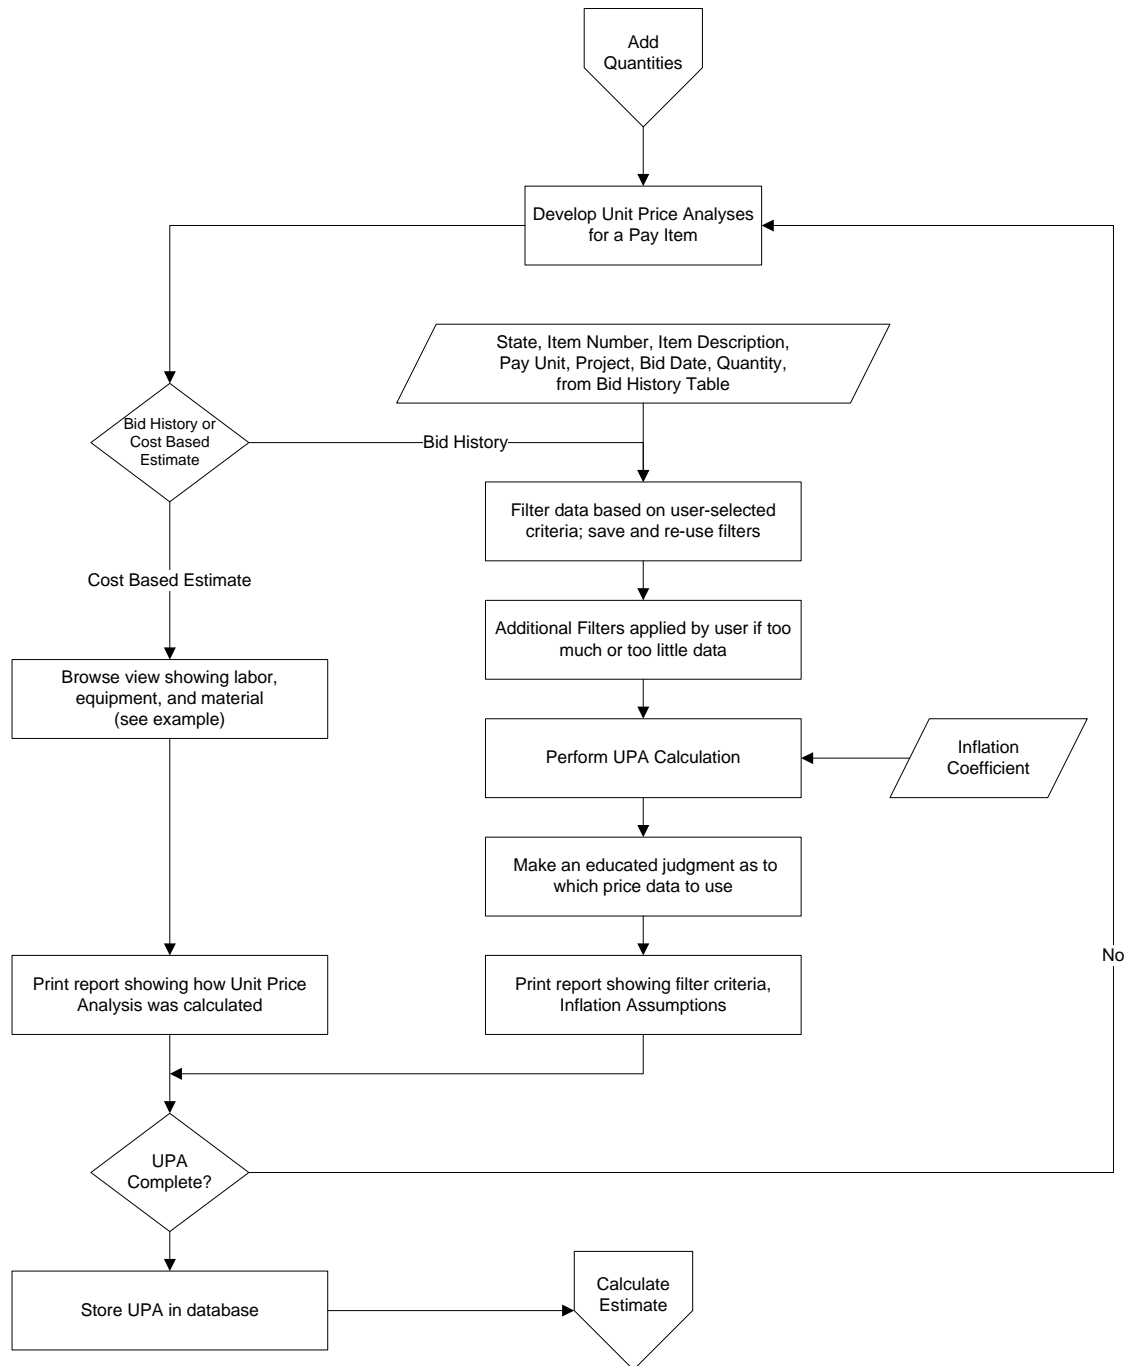 Add
Quantities
Develop Unit Price Analyses
for a Pay Item
State, Item Number, Item Description,
Pay Unit, Project, Bid Date, Quantity,
from Bid History Table
Bid History or
Cost Based
Estimate
Bid History
Filter data based on user-selected
criteria; save and re-use filters
Cost Based Estimate
Additional Filters applied by user if too
much or too little data
Browse view showing labor,
equipment, and material
(see example)
Perform UPA Calculation
Inflation
Coefficient
Make an educated judgment as to
which price data to use
No
Print report showing how Unit Price
Analysis was calculated
Print report showing filter criteria,
Inflation Assumptions
UPA
Complete?
Store UPA in database
Calculate
Estimate